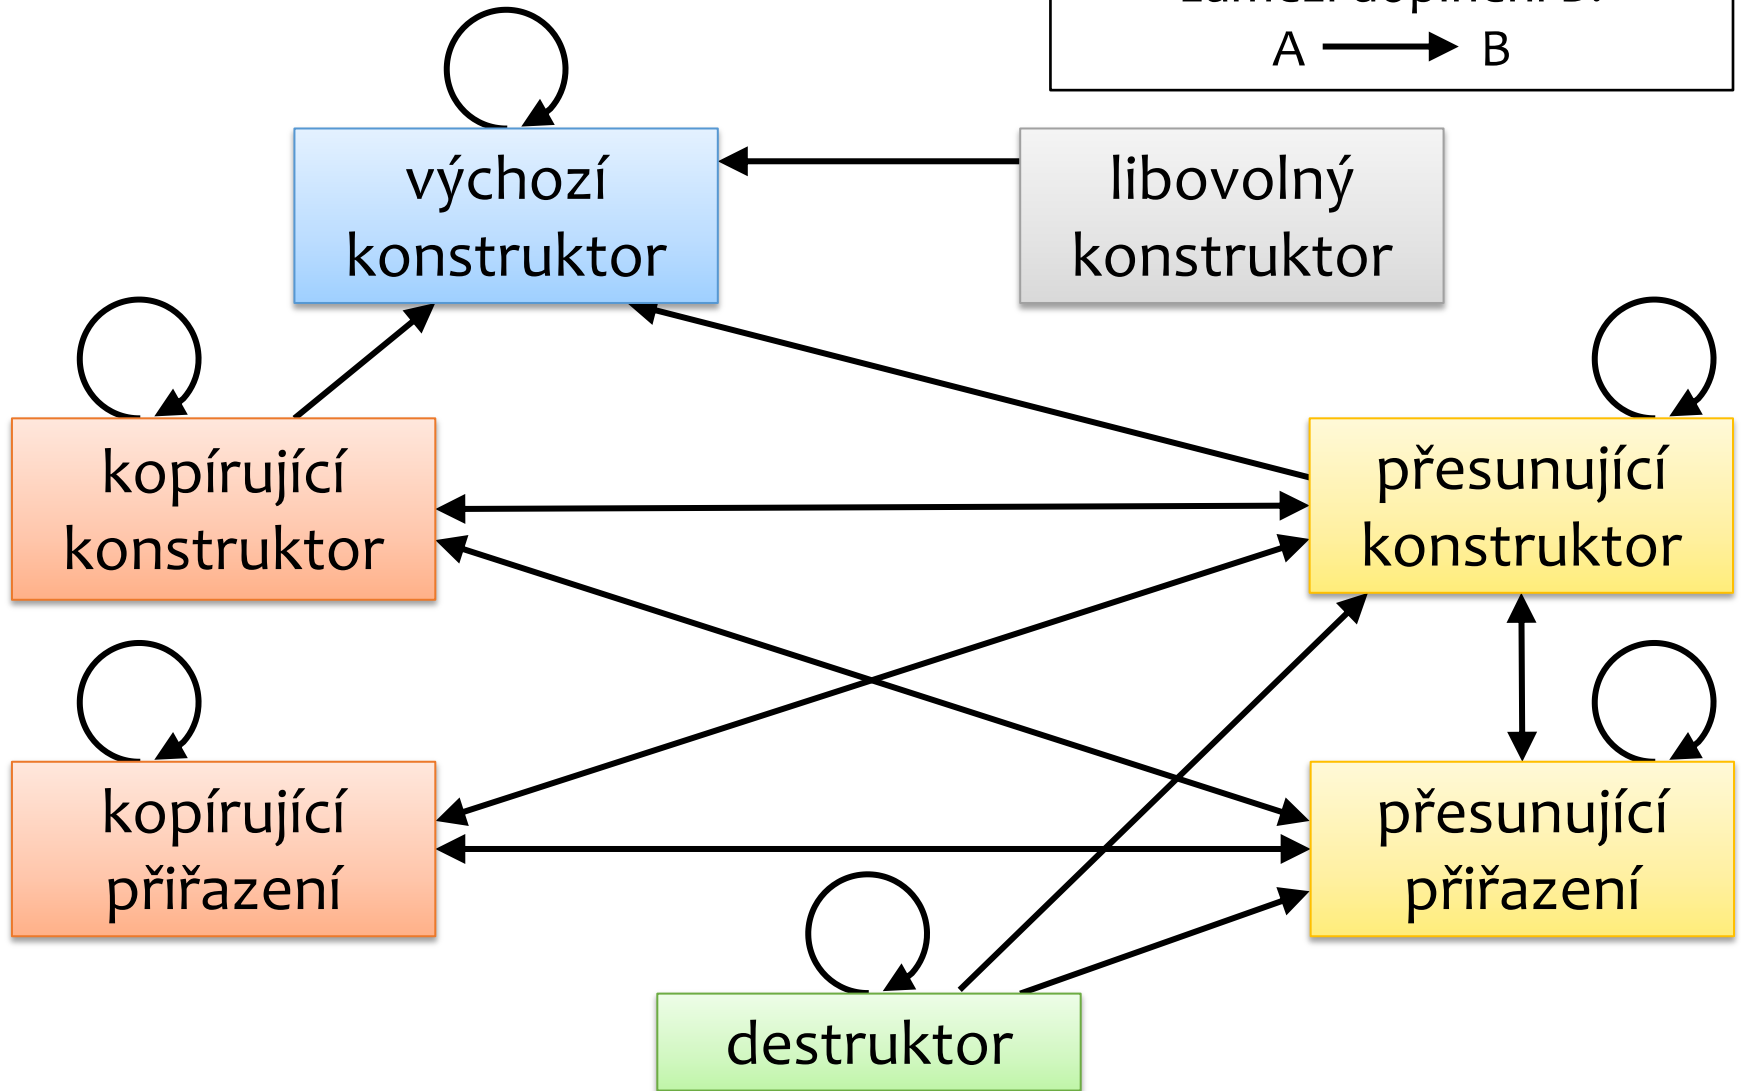 A B
výchozí
konstruktor
libovolný
konstruktor
kopírující
konstruktor
přesunující
konstruktor
kopírující
přiřazení
přesunující
přiřazení
destruktor